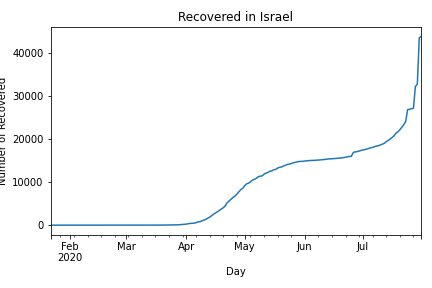 Recovered in Israel
Number of Recovered
40000
30000
20000
10000
0
Feb Mar Apr May Jun Jul
2020
Day